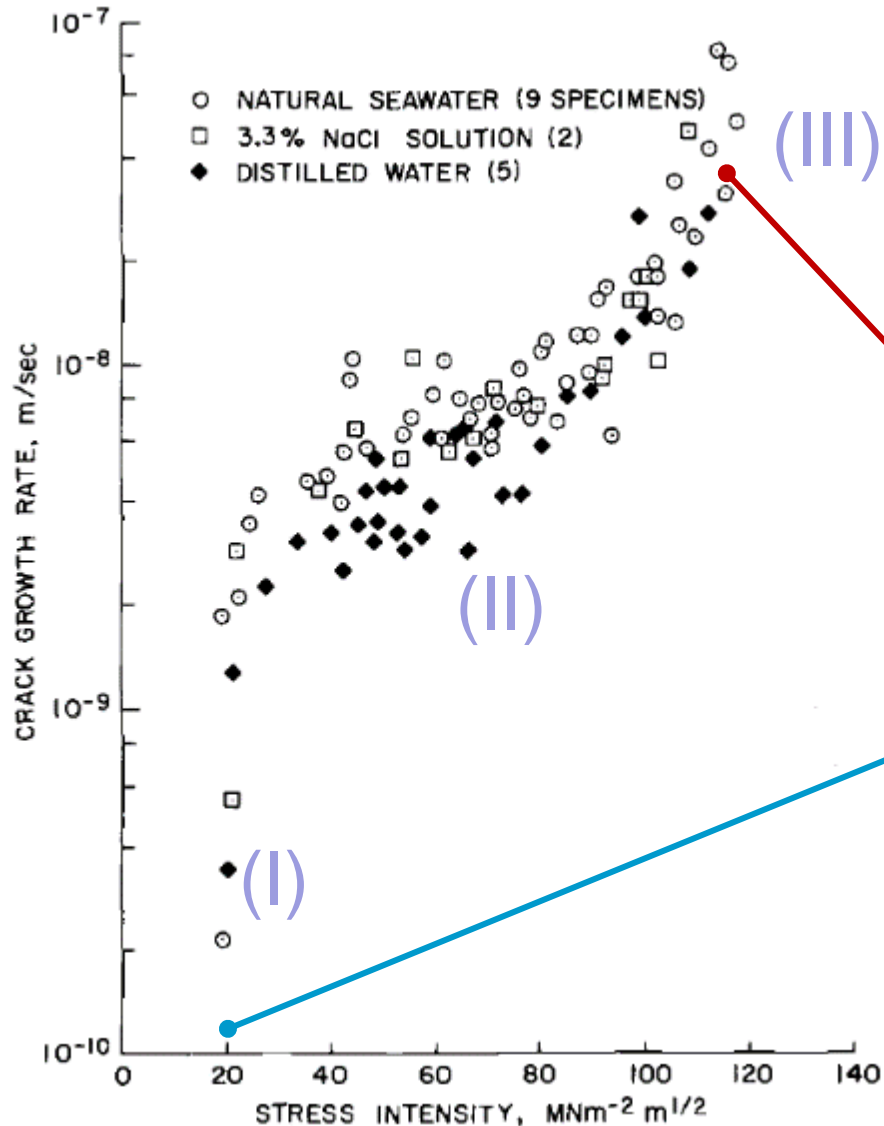 10⁻⁷
NATURAL SEAWATER (9 SPECIMENS)
3.3% NaCl SOLUTION (2)
DISTILLED WATER (5)
(III)
10⁻⁸
CRACK GROWTH RATE, m/sec
(II)
10⁻⁹
(I)
10⁻¹⁰
0 20 40 60 80 100 120 140
STRESS INTENSITY, MNm⁻² m¹/²